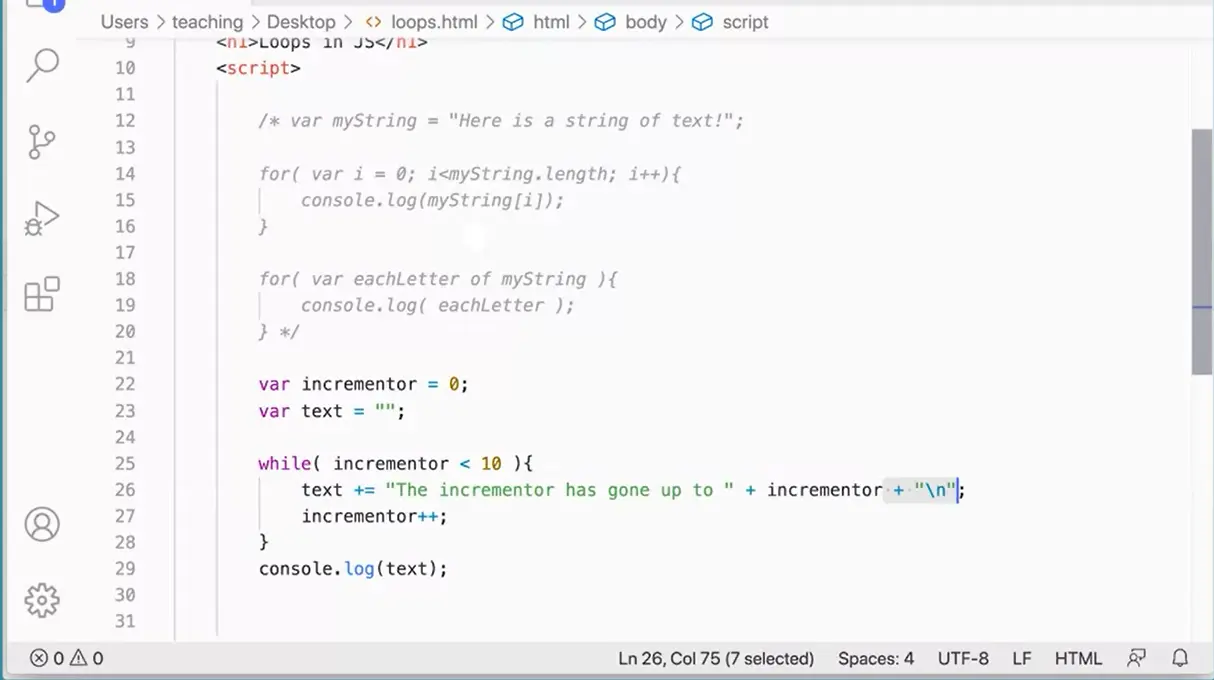 1
Users > teaching > Desktop > <> loops.html > html > body > script
9 <h1>Loops in JS</h1>
10 <script>
11
12 /* var myString = "Here is a string of text!";
13
14 for( var i = 0; i<myString.length; i++){
15 console.log(myString[i]);
16 }
17
18 for( var eachLetter of myString ){
19 console.log( eachLetter );
20 } */
21
22 var incrementor = 0;
23 var text = "";
24
25 while( incrementor < 10 ){
26 text += "The incrementor has gone up to " + incrementor + "\n";
27 incrementor++;
28 }
29 console.log(text);
30
31
0 0 Ln 26, Col 75 (7 selected) Spaces: 4 UTF-8 LF HTML